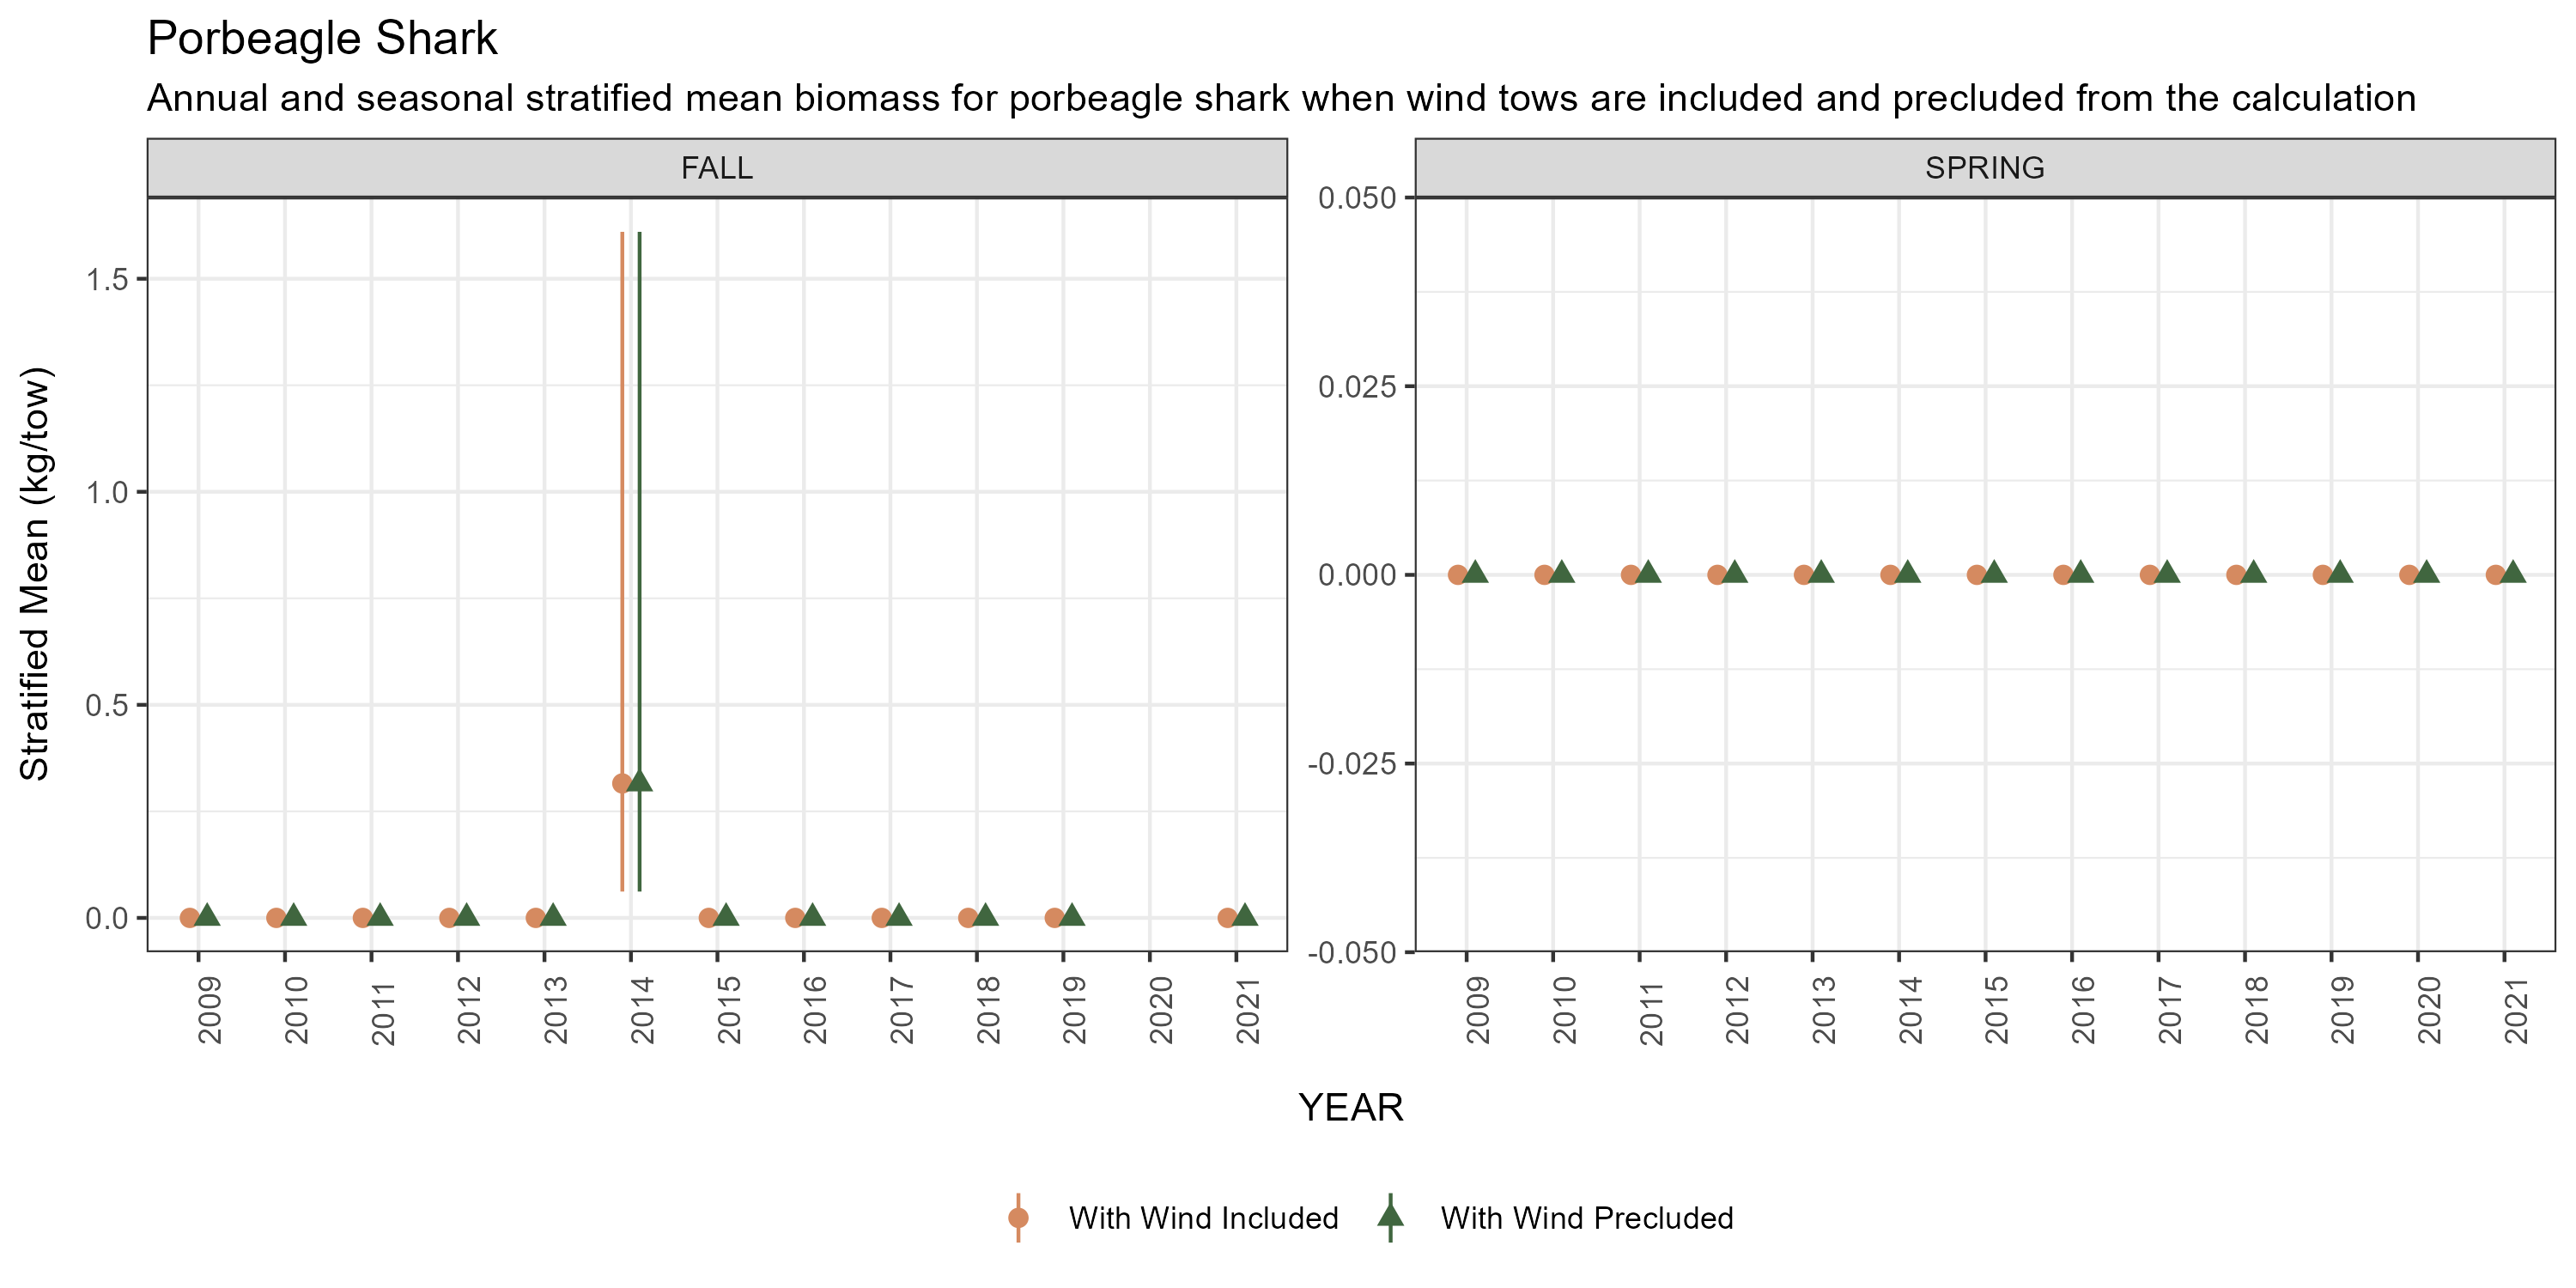 Porbeagle Shark
Annual and seasonal stratified mean biomass for porbeagle shark when wind tows are included and precluded from the calculation
FALL
SPRING
Stratified Mean (kg/tow)
1.5
1.0
0.5
0.0
0.050
0.025
0.000
-0.025
-0.050
2009 2010 2011 2012 2013 2014 2015 2016 2017 2018 2019 2020 2021
2009 2010 2011 2012 2013 2014 2015 2016 2017 2018 2019 2020 2021
YEAR
With Wind Included
With Wind Precluded